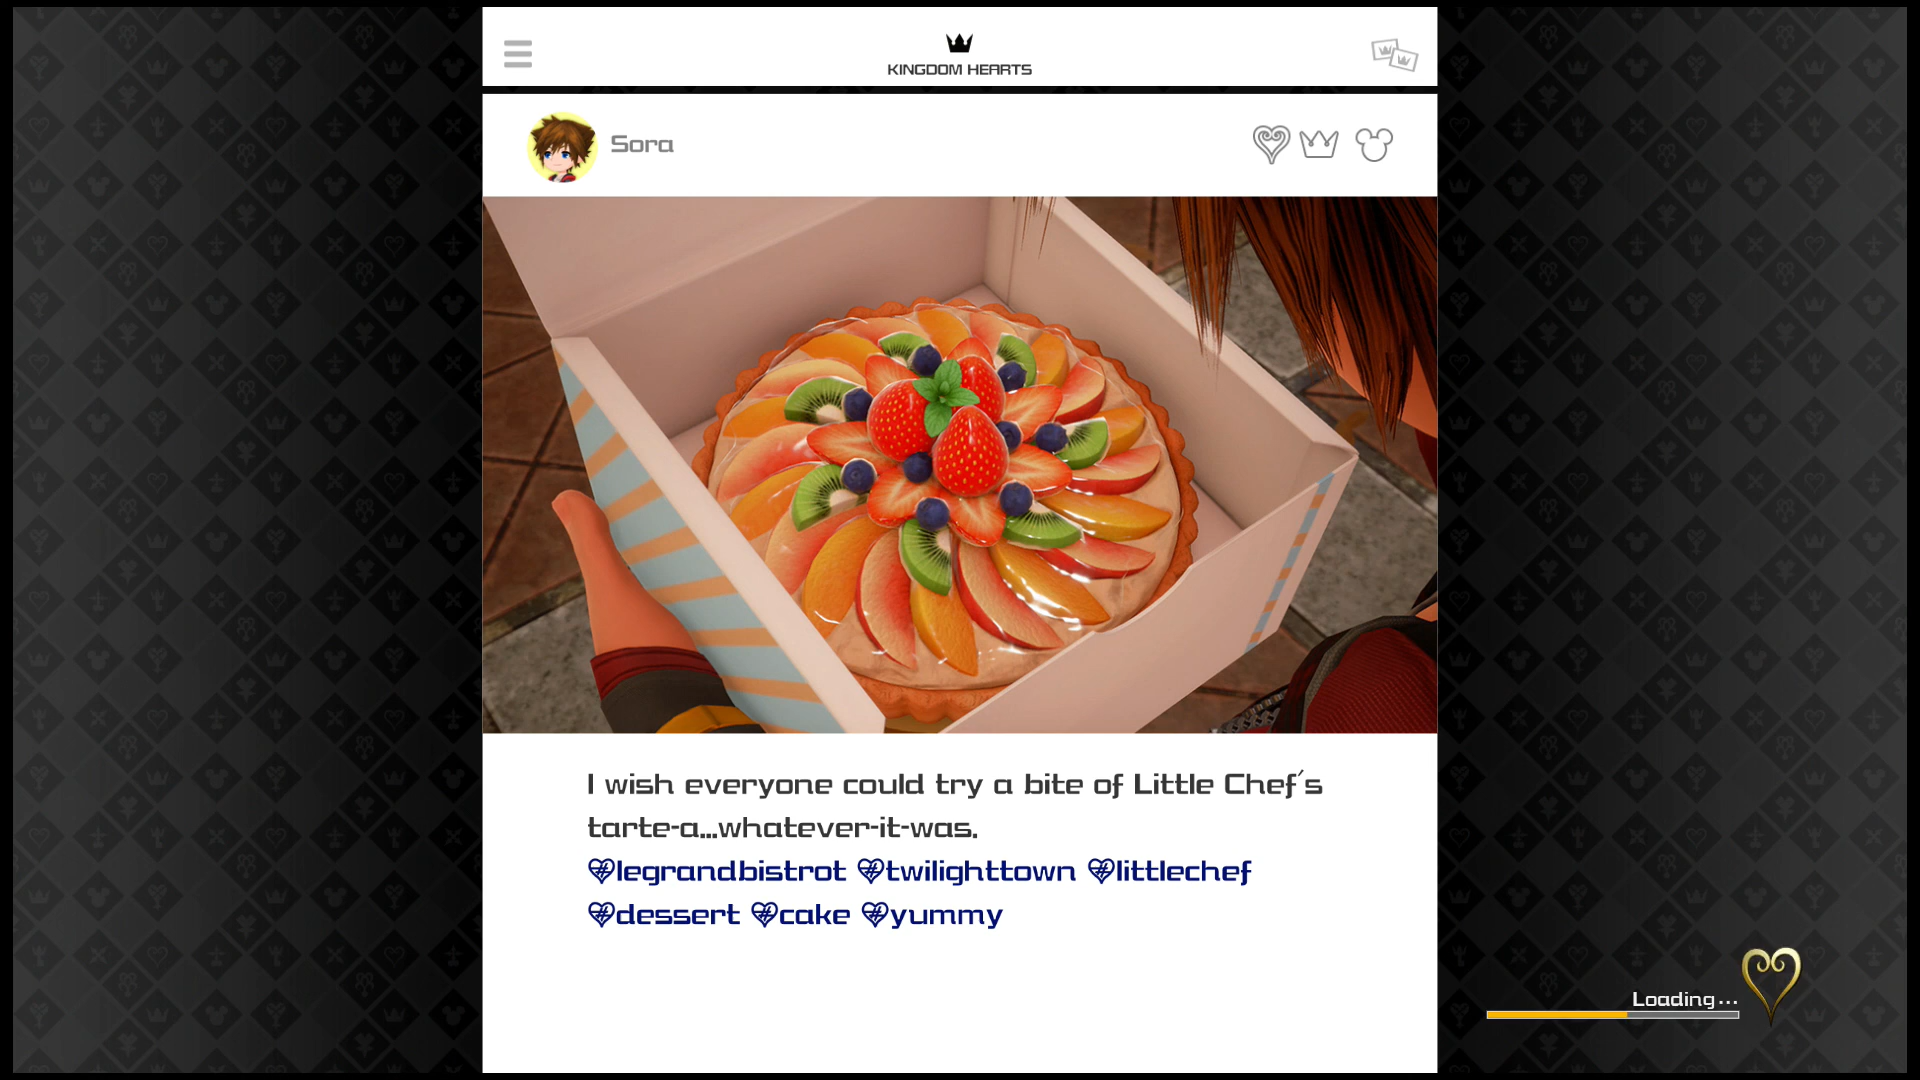 KINGDOM HEARTS
Sora
I wish everyone could try a bite of Little Chef's
tarte-a...whatever-it-was.
#legrandbistrot #twilighttown #littlechef
#dessert #cake #yummy
Loading...